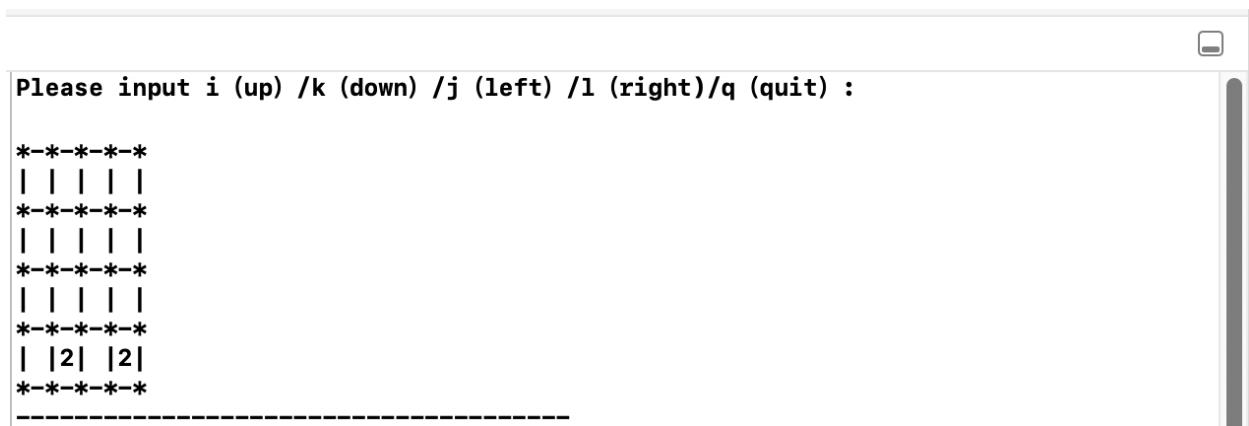 Please input i (up) /k (down) /j (left) /l (right)/q (quit) :
*-*-*-*-*
| | | | |
*-*-*-*-*
| | | | |
*-*-*-*-*
| | | | |
*-*-*-*-*
| |2| |2|
*-*-*-*-*
--------------------------------------